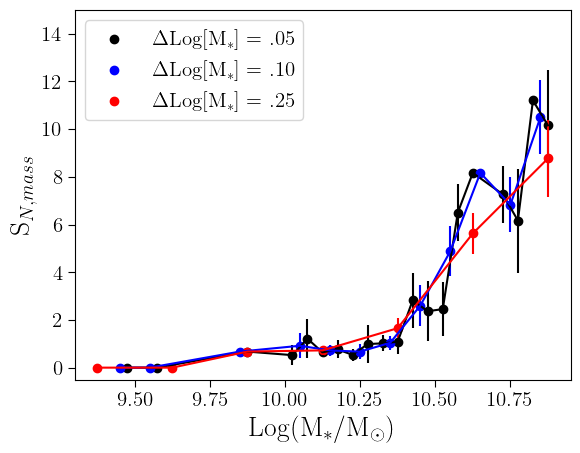 ΔLog[M*] = .05
ΔLog[M*] = .10
ΔLog[M*] = .25
S_{N,mass}
14
12
10
8
6
4
2
0
9.50 9.75 10.00 10.25 10.50 10.75
Log(M*/M⊙)